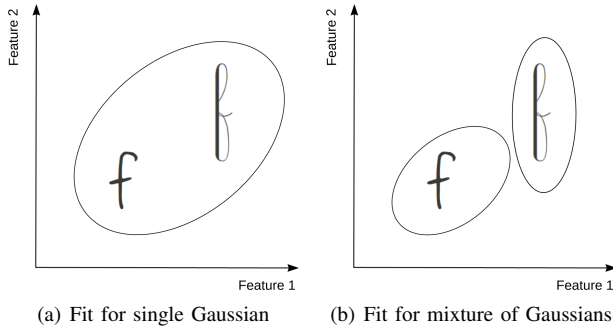 Feature 2
f
f
Feature 1
(a) Fit for single Gaussian
Feature 2
f
f
Feature 1
(b) Fit for mixture of Gaussians